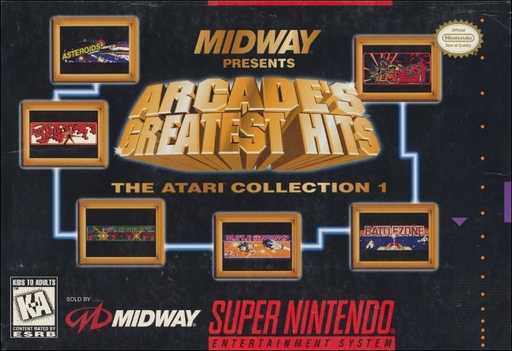 MIDWAY
PRESENTS
ARCADE'S
GREATEST HITS
THE ATARI COLLECTION 1
Official
Nintendo
Seal of Quality
ASTEROIDS
TEMPEST
BATTLEZONE
KIDS TO ADULTS
K-A
CONTENT RATED BY
ESRB
SOLD BY
MIDWAY
SUPER NINTENDO
ENTERTAINMENT SYSTEM